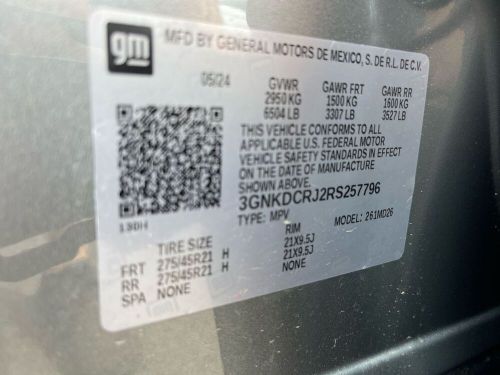 gm
MFD BY GENERAL MOTORS DE MEXICO, S. DE R.L. DE C.V.
05/24 GVWR GAWR FRT GAWR RR
2950 KG 1500 KG 1600 KG
6504 LB 3307 LB 3527 LB
THIS VEHICLE CONFORMS TO ALL
APPLICABLE U.S. FEDERAL MOTOR
VEHICLE SAFETY STANDARDS IN EFFECT
ON THE DATE OF MANUFACTURE
SHOWN ABOVE.
3GNKDCRJ2RS257796
TYPE: MPV MODEL: 261MD26
TIRE SIZE RIM
FRT 275/45R21 H 21X9.5J
RR 275/45R21 H 21X9.5J
SPA NONE NONE